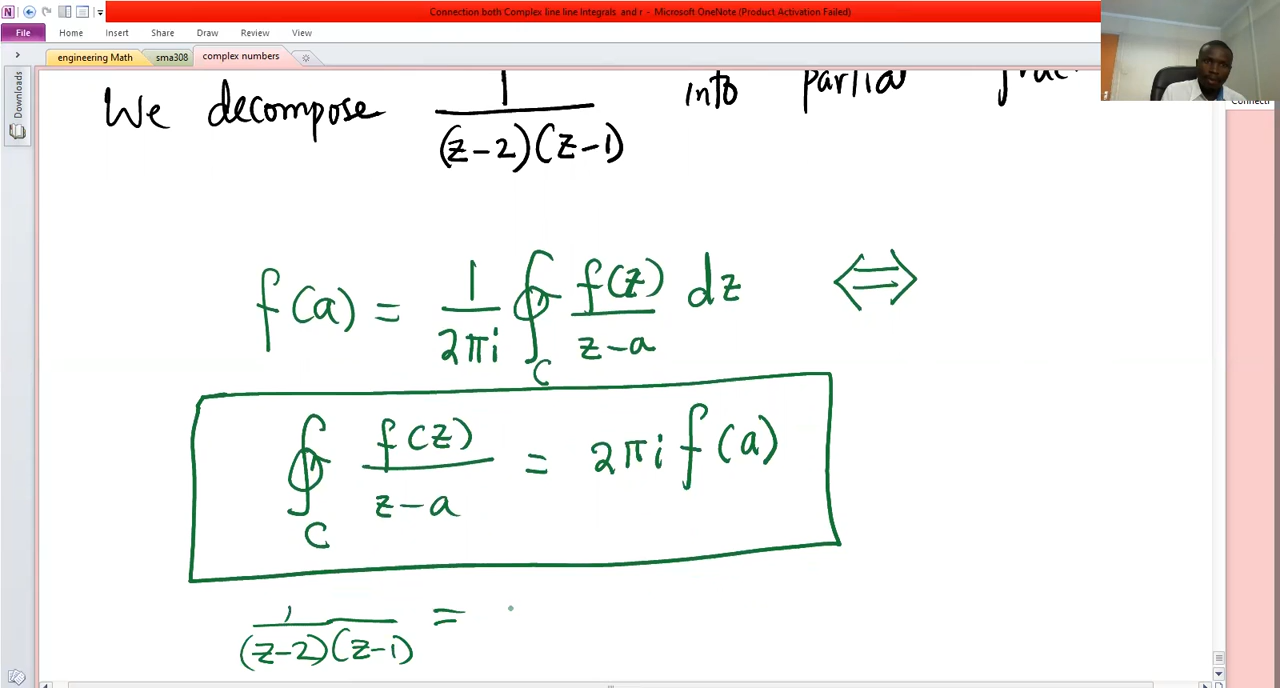 Connection both Complex line line Integrals and r - Microsoft OneNote (Product Activation Failed)
File Home Insert Share Draw Review View
engineering Math sma308 complex numbers
Downloads
We decompose 1/((z-2)(z-1)) into partial
f(a) = 1/(2πi) ∮_C f(z)/(z-a) dz ⟺
∮_C f(z)/(z-a) = 2πi f(a)
1/((z-2)(z-1)) =